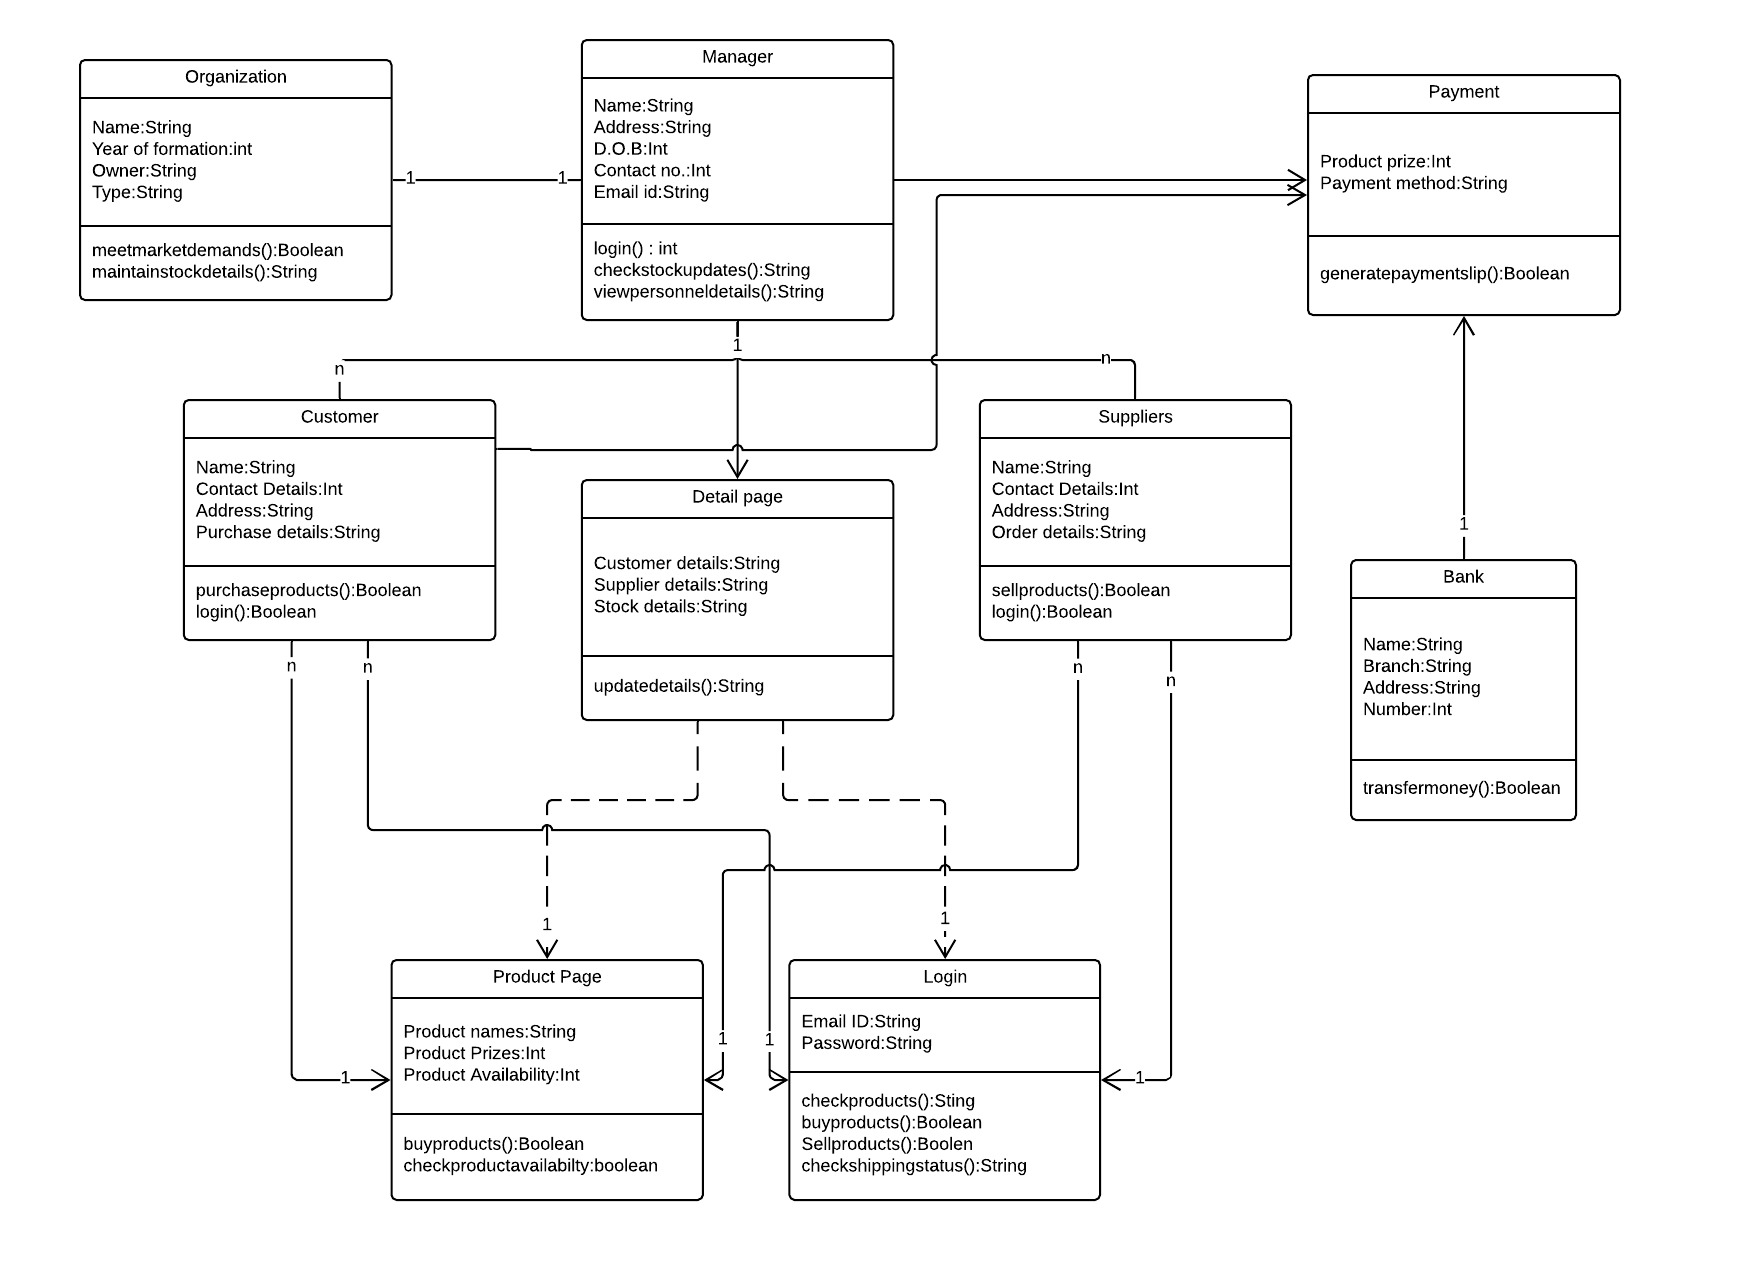 Organization
Name:String
Year of formation:int
Owner:String
Type:String
meetmarketdemands():Boolean
maintainstockdetails():String
1
1
Manager
Name:String
Address:String
D.O.B:Int
Contact no.:Int
Email id:String
login() : int
checkstockupdates():String
viewpersonneldetails():String
Payment
Product prize:Int
Payment method:String
generatepaymentslip():Boolean
1
n
n
Customer
Name:String
Contact Details:Int
Address:String
Purchase details:String
purchaseproducts():Boolean
login():Boolean
Detail page
Customer details:String
Supplier details:String
Stock details:String
updatedetails():String
Suppliers
Name:String
Contact Details:Int
Address:String
Order details:String
sellproducts():Boolean
login():Boolean
1
Bank
Name:String
Branch:String
Address:String
Number:Int
transfermoney():Boolean
n
n
n
n
1
1
Product Page
Product names:String
Product Prizes:Int
Product Availability:Int
buyproducts():Boolean
checkproductavailabilty:boolean
1
1
1
Login
Email ID:String
Password:String
checkproducts():Sting
buyproducts():Boolean
Sellproducts():Boolen
checkshippingstatus():String
1